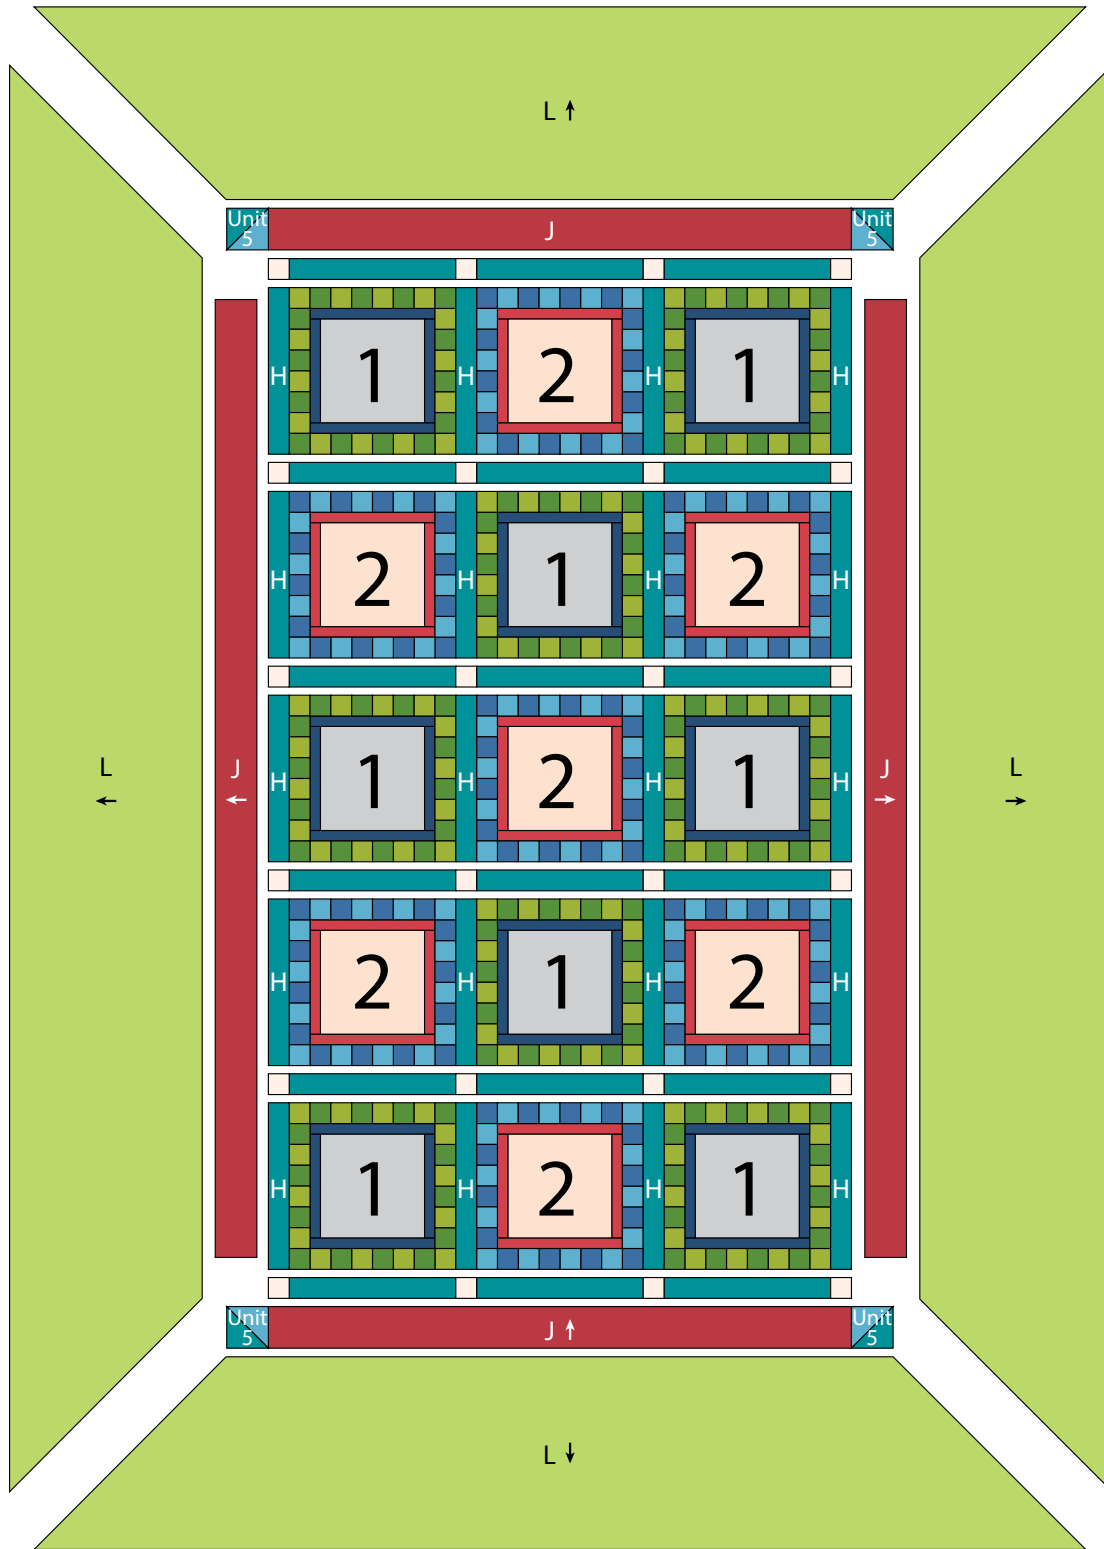 L ↑
Unit 5 J Unit 5
H 1 H 2 H 1 H
H 2 H 1 H 2 H
L ← J ← H 1 H 2 H 1 H J → L →
H 2 H 1 H 2 H
H 1 H 2 H 1 H
Unit 5 J ↑ Unit 5
L ↓